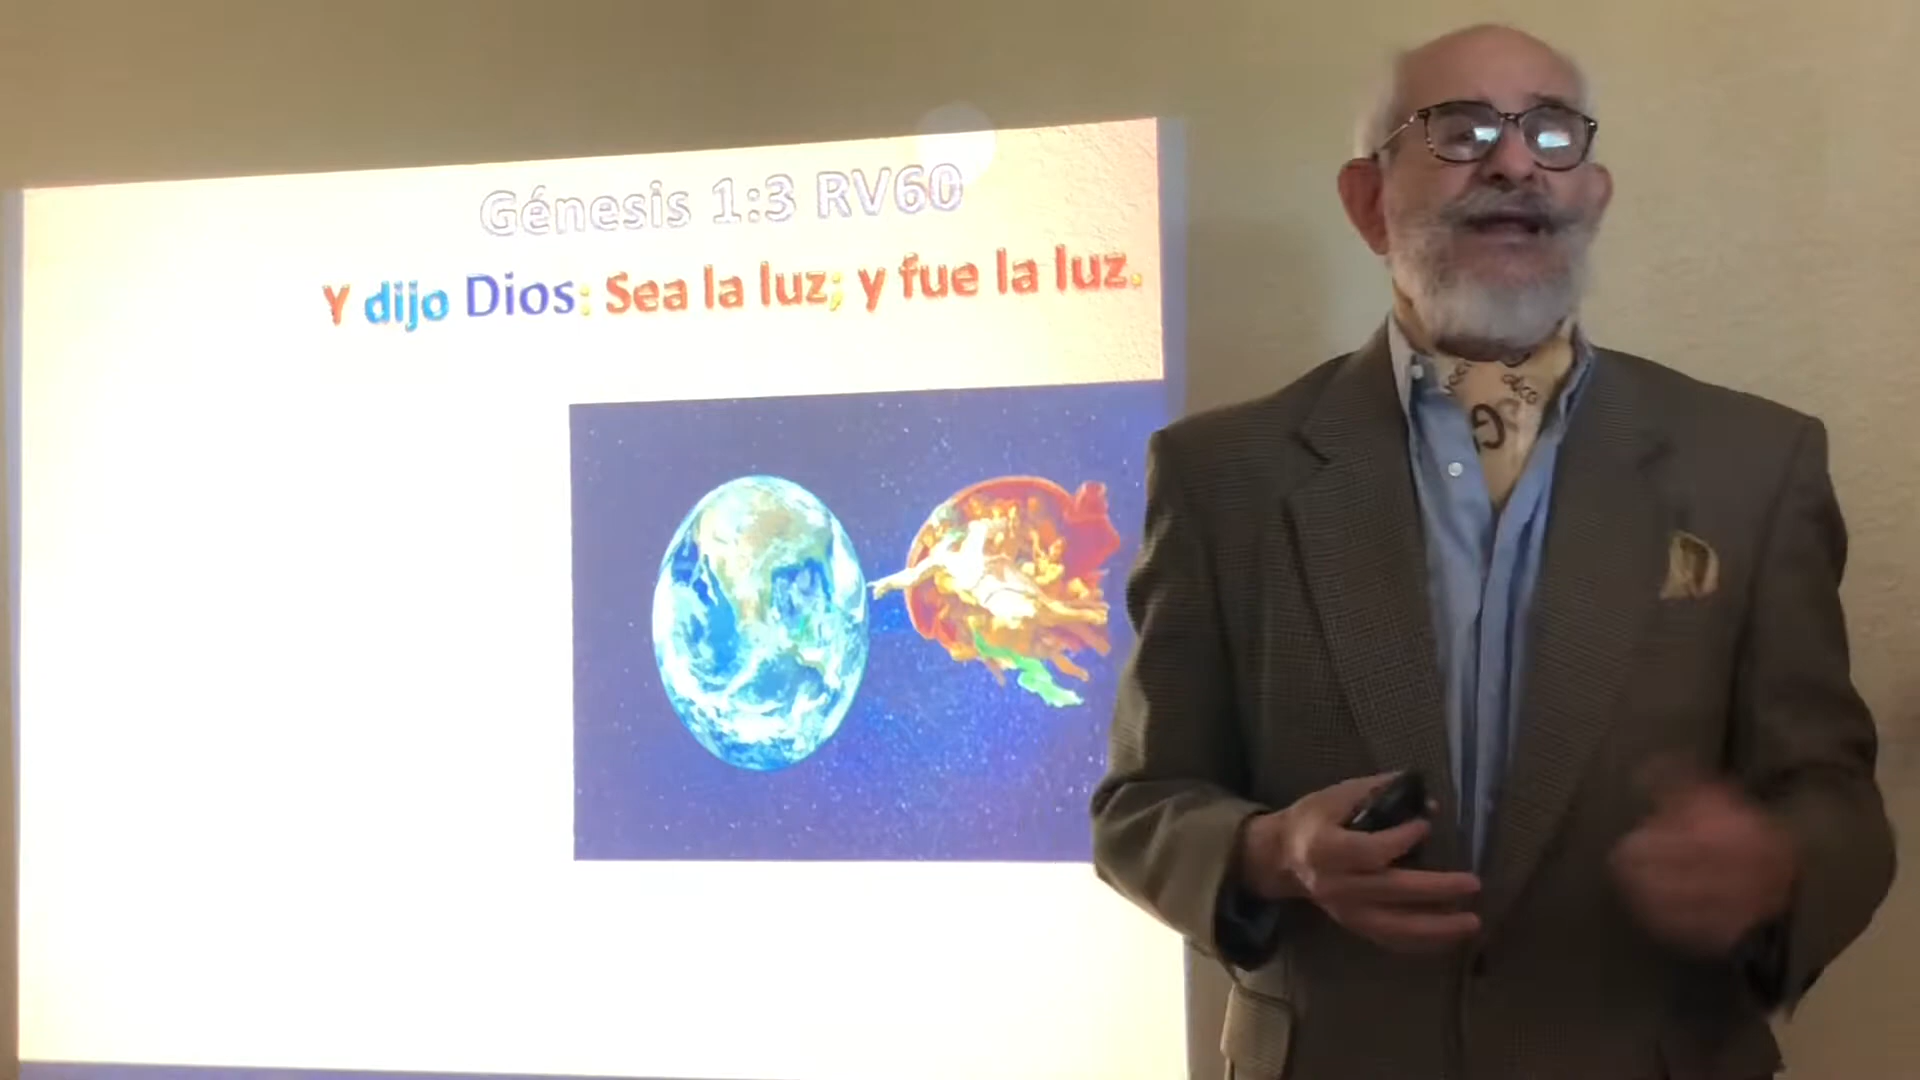 Génesis 1:3 RV60
Y dijo Dios: Sea la luz; y fue la luz.